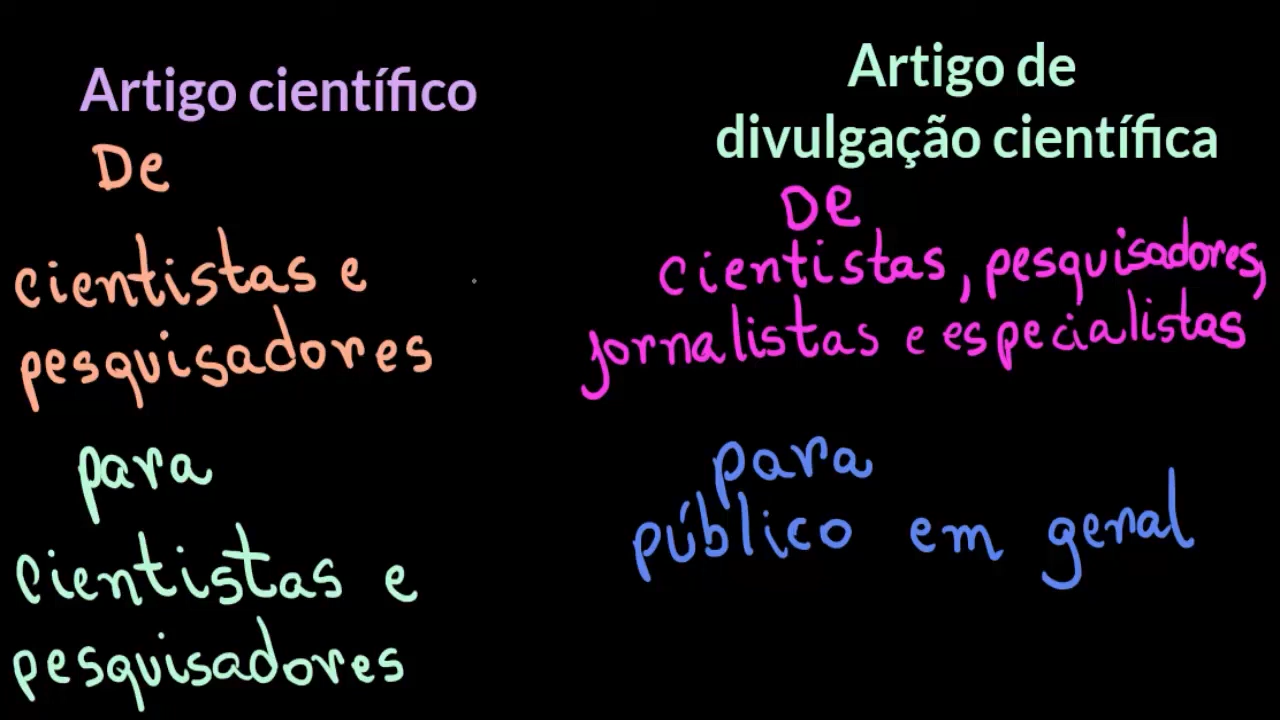 Artigo científico
De
cientistas e
pesquisadores
para
cientistas e
pesquisadores
Artigo de
divulgação científica
De
cientistas, pesquisadores,
jornalistas e especialistas
para
público em geral